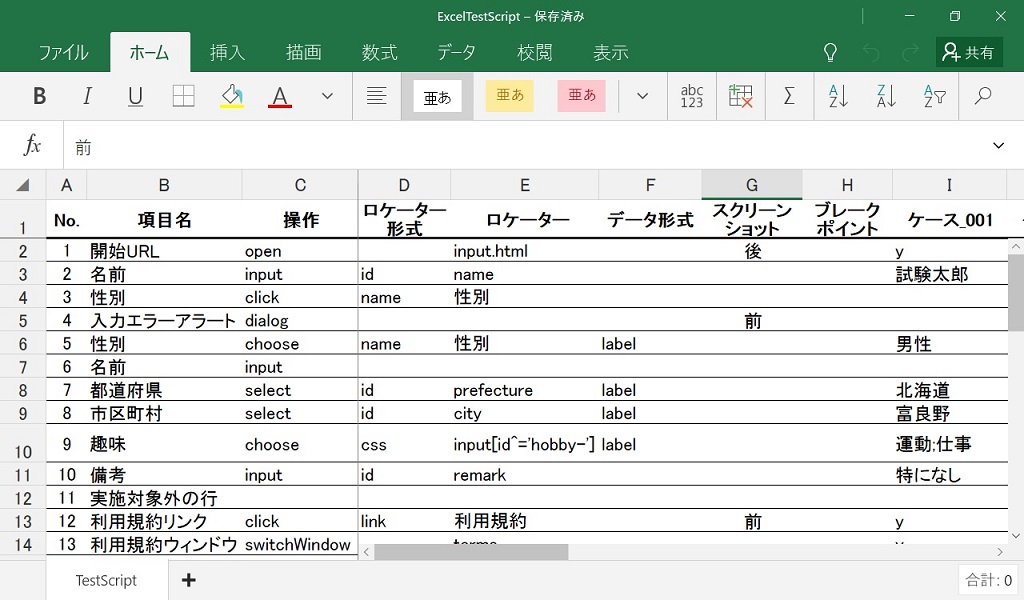 ExcelTestScript – 保存済み
ファイル ホーム 挿入 描画 数式 データ 校閲 表示 共有
B I U A 亜あ 亜あ 亜あ abc 123 Σ A Z Z A A Z
fx 前
A B C D E F G H I
1 No. 項目名 操作 ロケーター形式 ロケーター データ形式 スクリーンショット ブレークポイント ケース_001
2 1 開始URL open input.html 後 y
3 2 名前 input id name 試験太郎
4 3 性別 click name 性別
5 4 入力エラーアラート dialog 前
6 5 性別 choose name 性別 label 男性
7 6 名前 input
8 7 都道府県 select id prefecture label 北海道
9 8 市区町村 select id city label 富良野
10 9 趣味 choose css input[id^='hobby-'] label 運動;仕事
11 10 備考 input id remark 特になし
12 11 実施対象外の行
13 12 利用規約リンク click link 利用規約 前 y
14 13 利用規約ウィンドウ switchWindow
TestScript + 合計: 0